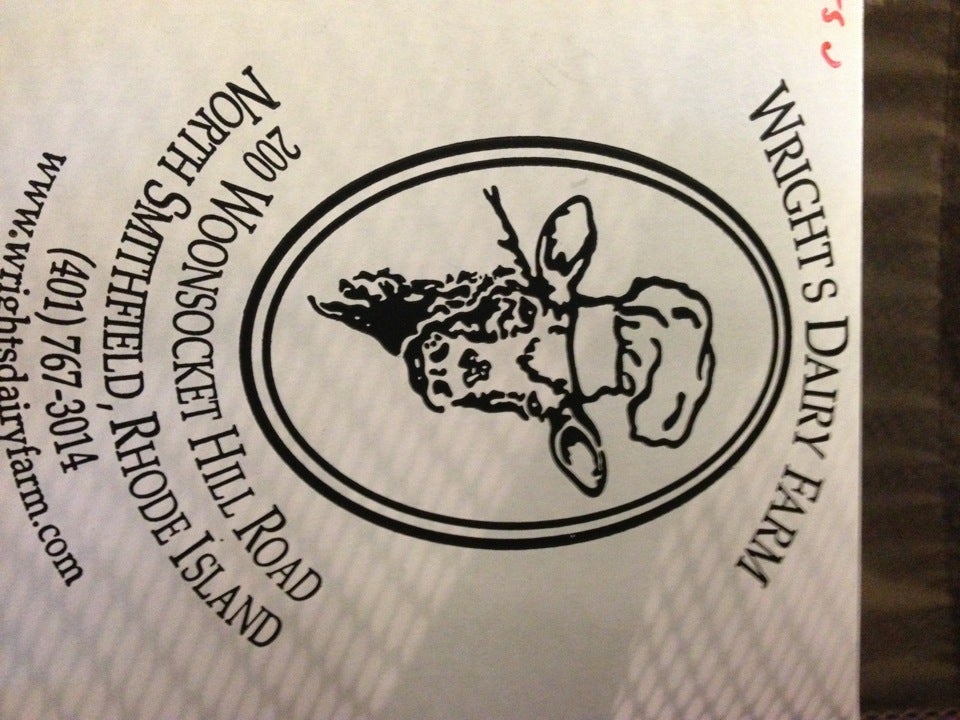 WRIGHT'S DAIRY FARM
200 WOONSOCKET HILL ROAD
NORTH SMITHFIELD, RHODE ISLAND
(401) 767-3014
www.wrightsdairyfarm.com